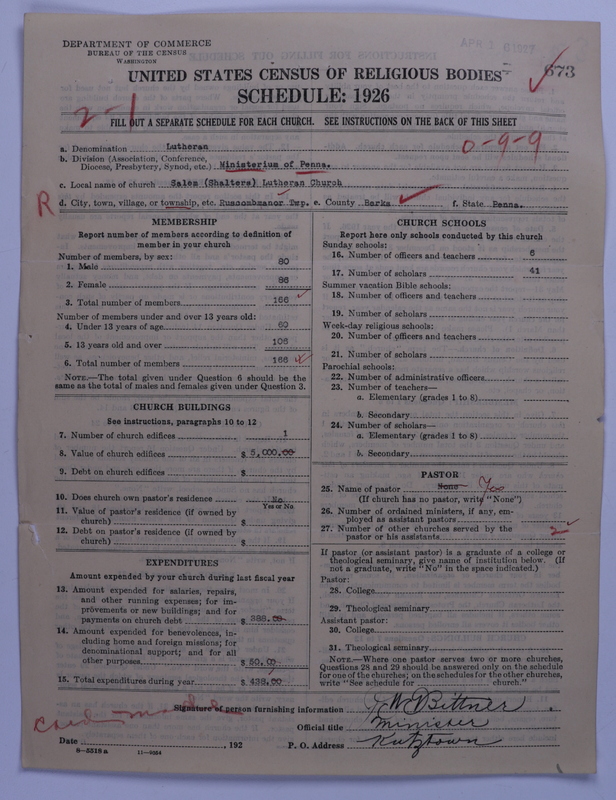 DEPARTMENT OF COMMERCE
BUREAU OF THE CENSUS
WASHINGTON
APR 1927
673
UNITED STATES CENSUS OF RELIGIOUS BODIES
SCHEDULE: 1926
2-1
FILL OUT A SEPARATE SCHEDULE FOR EACH CHURCH. SEE INSTRUCTIONS ON THE BACK OF THIS SHEET
0-9-9
a. Denomination Lutheran
b. Division (Association, Conference,
Diocese, Presbytery, Synod, etc.) Ministerium of Penna.
c. Local name of church Salem (Shalters) Lutheran Church
R
d. City, town, village, or township, etc. Ruscombmanor Twp. e. County Berks f. State Penna.
MEMBERSHIP
Report number of members according to definition of
member in your church
Number of members, by sex:
1. Male 80
2. Female 86
3. Total number of members 166
Number of members under and over 13 years old:
4. Under 13 years of age 60
5. 13 years old and over 106
6. Total number of members 166
NOTE.—The total given under Question 6 should be the
same as the total of males and females given under Question 3.
CHURCH BUILDINGS
See instructions, paragraphs 10 to 12
7. Number of church edifices 1
8. Value of church edifices $ 5,000.00
9. Debt on church edifices $
10. Does church own pastor's residence No
Yes or No
11. Value of pastor's residence (if owned by
church) $
12. Debt on pastor's residence (if owned by
church) $
EXPENDITURES
Amount expended by your church during last fiscal year
13. Amount expended for salaries, repairs,
and other running expenses; for im-
provements or new buildings; and for
payments on church debt $ 388.00
14. Amount expended for benevolences, in-
cluding home and foreign missions; for
denominational support; and for all
other purposes $ 50.00
15. Total expenditures during year $ 438.00
CHURCH SCHOOLS
Report here only schools conducted by this church
Sunday schools:
16. Number of officers and teachers 6
17. Number of scholars 41
Summer vacation Bible schools:
18. Number of officers and teachers
19. Number of scholars
Week-day religious schools:
20. Number of officers and teachers
21. Number of scholars
Parochial schools:
22. Number of administrative officers
23. Number of teachers—
a. Elementary (grades 1 to 8)
b. Secondary
24. Number of scholars—
a. Elementary (grades 1 to 8)
b. Secondary
PASTOR
25. Name of pastor None
(If church has no pastor, write "None")
26. Number of ordained ministers, if any, em-
ployed as assistant pastors
27. Number of other churches served by the
pastor or his assistants 2
If pastor (or assistant pastor) is a graduate of a college or
theological seminary, give name of institution below. (If
not a graduate, write "No" in the space indicated.)
Pastor:
28. College
29. Theological seminary
Assistant pastor:
30. College
31. Theological seminary
NOTE.—Where one pastor serves two or more churches,
Questions 28 and 29 should be answered only on the schedule
for one of the churches; on the schedules for the other churches,
write "See schedule for church."
Signature of person furnishing information Bittner
Official title Minister
Date , 192 P. O. Address Kutztown
8-5518a 11-9054